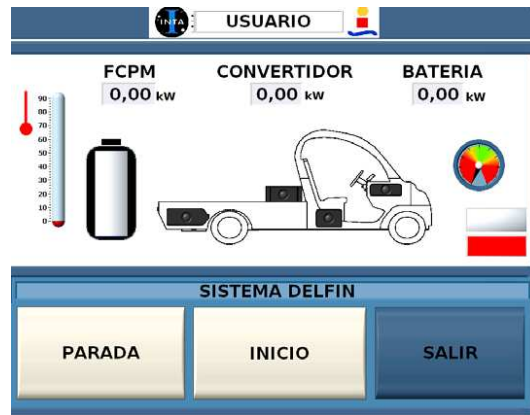 INTA USUARIO
FCPM CONVERTIDOR BATERIA
0,00 kW 0,00 kW 0,00 kW
90
80
70
60
50
40
30
20
10
0
SISTEMA DELFIN
PARADA INICIO SALIR